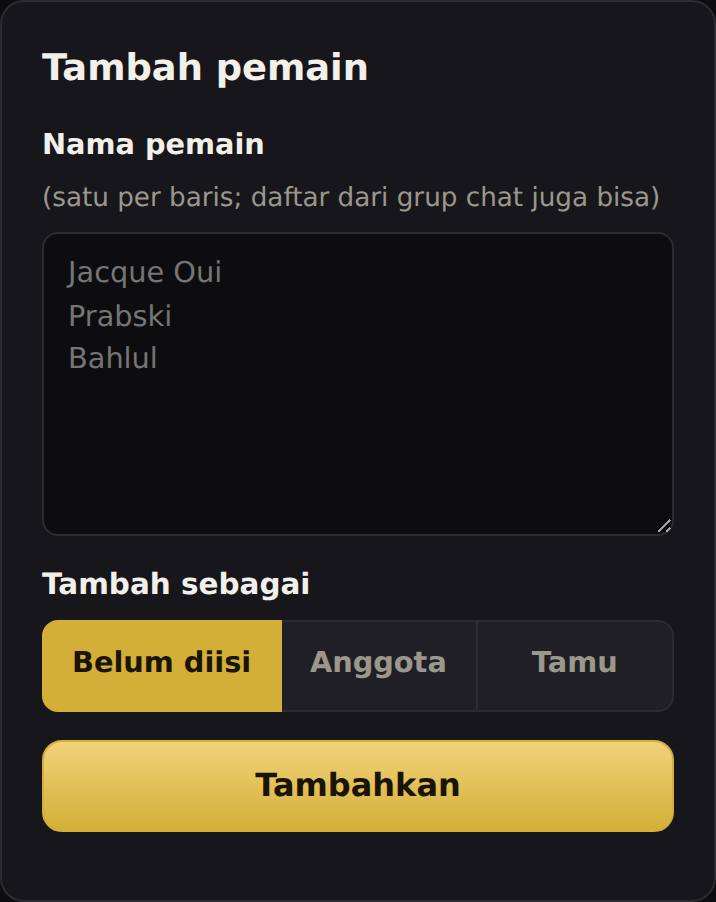 Tambah pemain
Nama pemain
(satu per baris; daftar dari grup chat juga bisa)
Jacque Oui
Prabski
Bahlul
Tambah sebagai
Belum diisi
Anggota
Tamu
Tambahkan